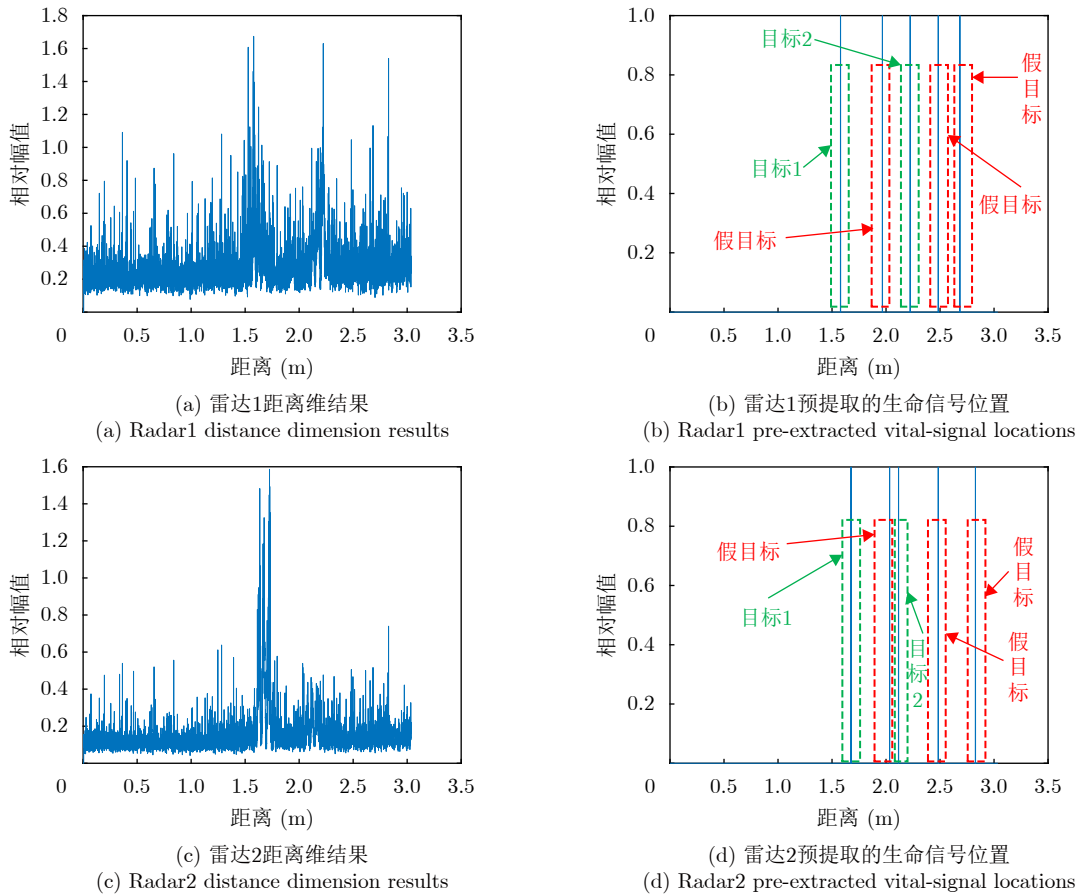 1.8
1.6
1.4
1.2
1.0
0.8
0.6
0.4
0.2
0
0.5
1.0
1.5
2.0
2.5
3.0
3.5
相对幅值
距离 (m)
(a) 雷达1距离维结果
(a) Radar1 distance dimension results
1.0
0.8
0.6
0.4
0.2
0
0.5
1.0
1.5
2.0
2.5
3.0
3.5
相对幅值
距离 (m)
目标2
目标1
假目标
假目标
假
目
标
(b) 雷达1预提取的生命信号位置
(b) Radar1 pre-extracted vital-signal locations
1.6
1.4
1.2
1.0
0.8
0.6
0.4
0.2
0
0.5
1.0
1.5
2.0
2.5
3.0
3.5
相对幅值
距离 (m)
(c) 雷达2距离维结果
(c) Radar2 distance dimension results
1.0
0.8
0.6
0.4
0.2
0
0.5
1.0
1.5
2.0
2.5
3.0
3.5
相对幅值
距离 (m)
假目标
目标1
目
标
2
假
目
标
假
目
标
(d) 雷达2预提取的生命信号位置
(d) Radar2 pre-extracted vital-signal locations